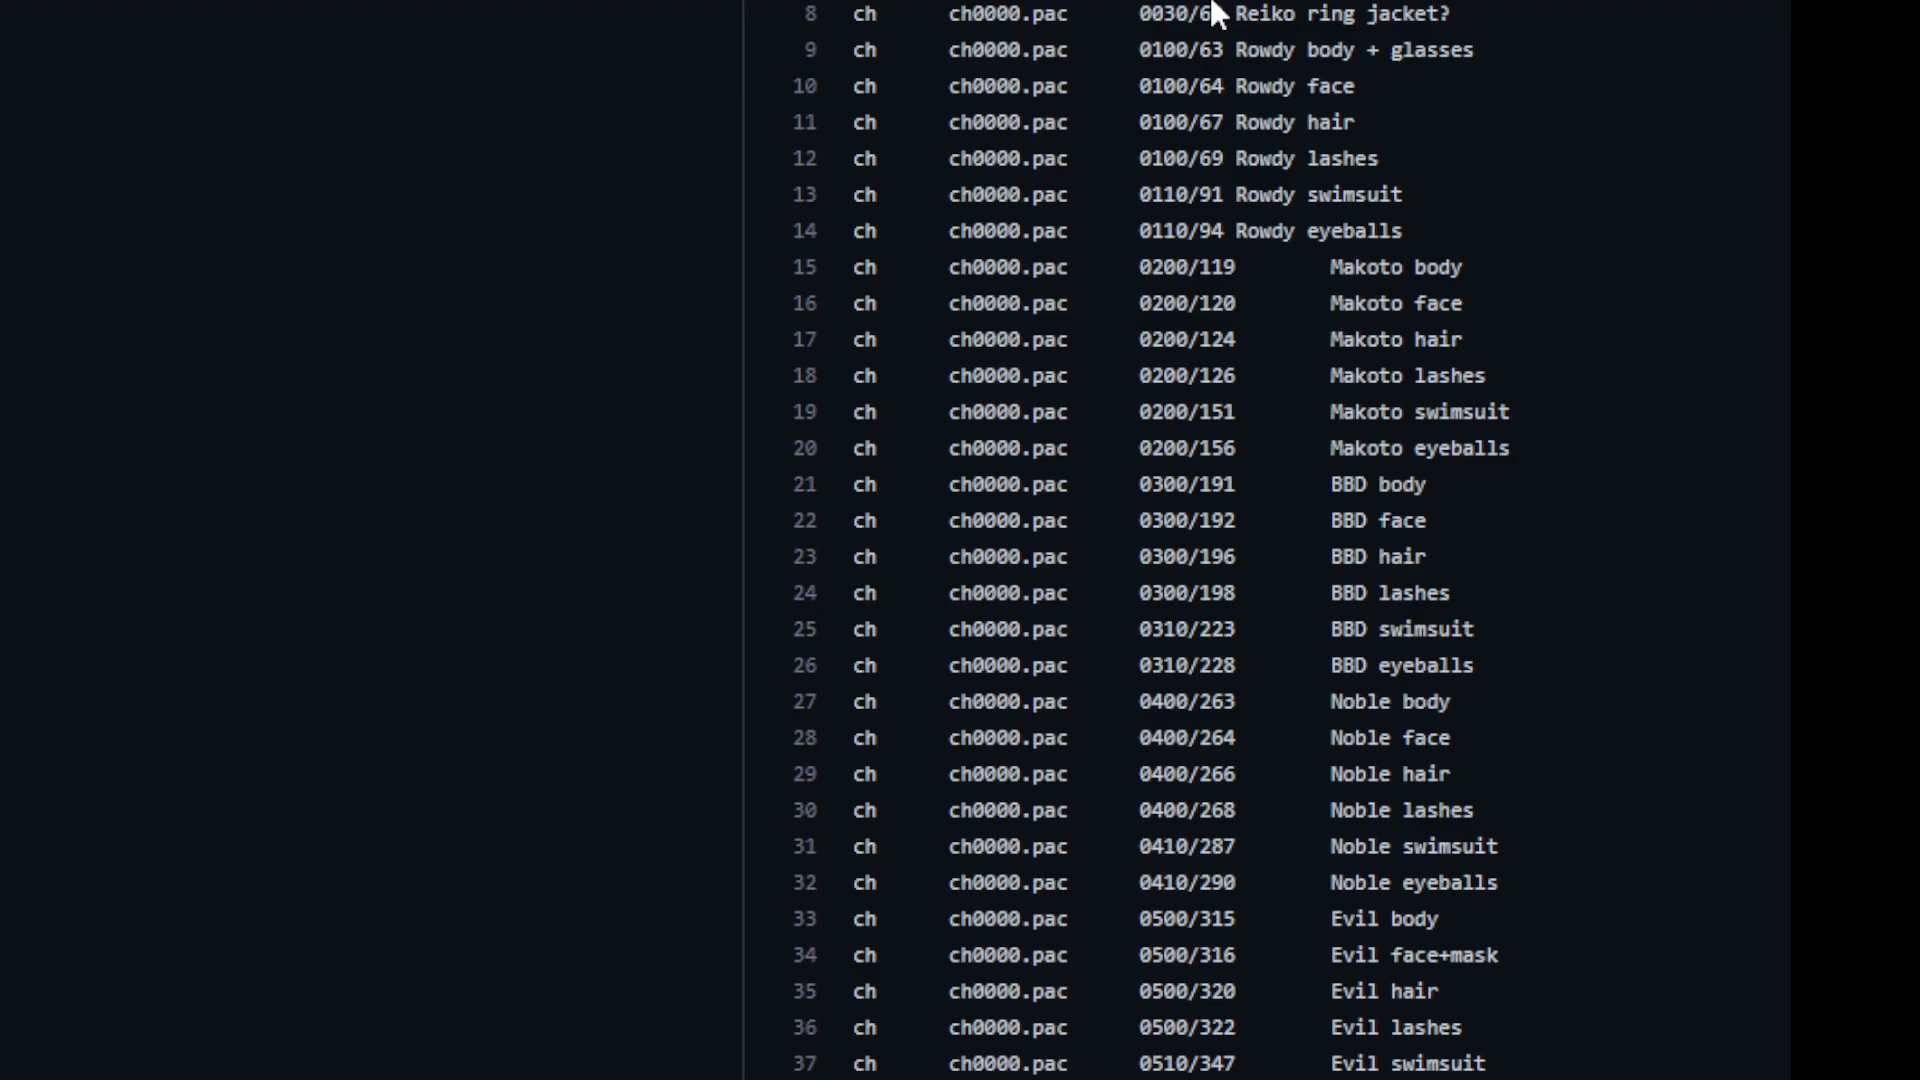 8 ch ch0000.pac 0030/6 Reiko ring jacket?
9 ch ch0000.pac 0100/63 Rowdy body + glasses
10 ch ch0000.pac 0100/64 Rowdy face
11 ch ch0000.pac 0100/67 Rowdy hair
12 ch ch0000.pac 0100/69 Rowdy lashes
13 ch ch0000.pac 0110/91 Rowdy swimsuit
14 ch ch0000.pac 0110/94 Rowdy eyeballs
15 ch ch0000.pac 0200/119 Makoto body
16 ch ch0000.pac 0200/120 Makoto face
17 ch ch0000.pac 0200/124 Makoto hair
18 ch ch0000.pac 0200/126 Makoto lashes
19 ch ch0000.pac 0200/151 Makoto swimsuit
20 ch ch0000.pac 0200/156 Makoto eyeballs
21 ch ch0000.pac 0300/191 BBD body
22 ch ch0000.pac 0300/192 BBD face
23 ch ch0000.pac 0300/196 BBD hair
24 ch ch0000.pac 0300/198 BBD lashes
25 ch ch0000.pac 0310/223 BBD swimsuit
26 ch ch0000.pac 0310/228 BBD eyeballs
27 ch ch0000.pac 0400/263 Noble body
28 ch ch0000.pac 0400/264 Noble face
29 ch ch0000.pac 0400/266 Noble hair
30 ch ch0000.pac 0400/268 Noble lashes
31 ch ch0000.pac 0410/287 Noble swimsuit
32 ch ch0000.pac 0410/290 Noble eyeballs
33 ch ch0000.pac 0500/315 Evil body
34 ch ch0000.pac 0500/316 Evil face+mask
35 ch ch0000.pac 0500/320 Evil hair
36 ch ch0000.pac 0500/322 Evil lashes
37 ch ch0000.pac 0510/347 Evil swimsuit